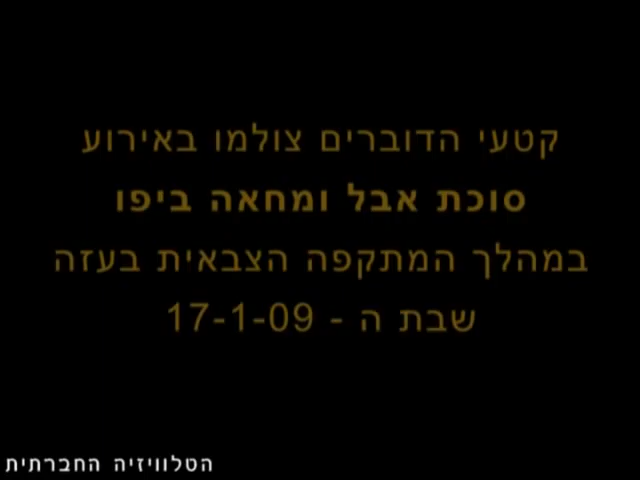 קטעי הדוברים צולמו באירוע
סוכת אבל ומחאה ביפו
במהלך המתקפה הצבאית בעזה
שבת ה - 17-1-09
הטלוויזיה החברתית